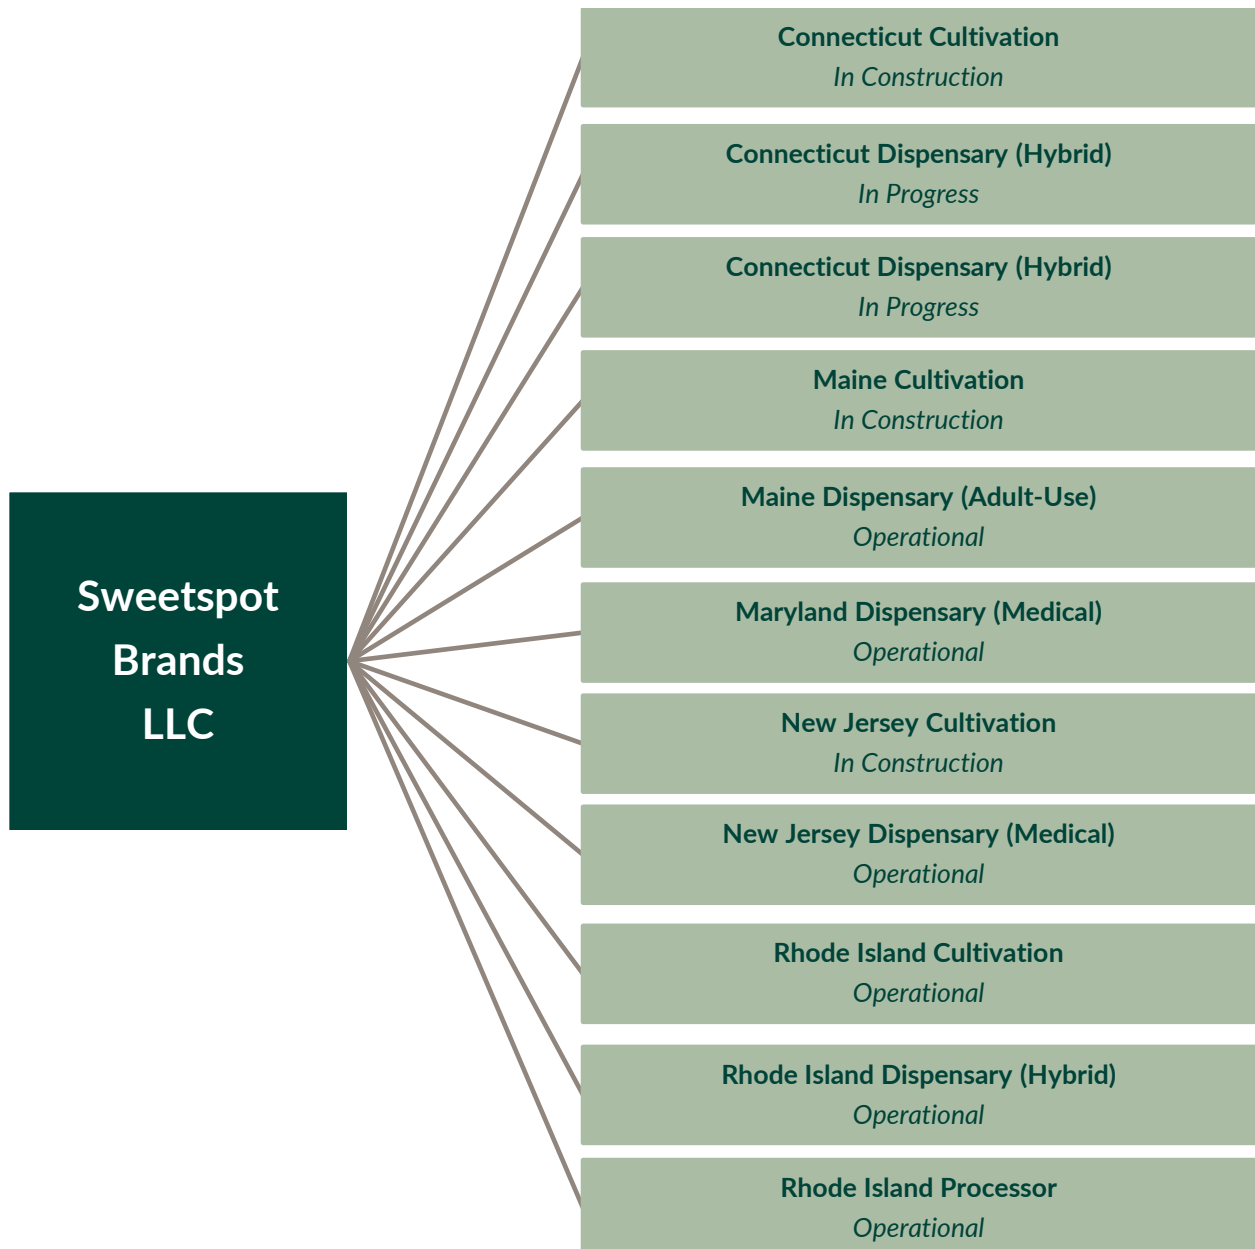 Sweetspot
Brands
LLC
Connecticut Cultivation
In Construction
Connecticut Dispensary (Hybrid)
In Progress
Connecticut Dispensary (Hybrid)
In Progress
Maine Cultivation
In Construction
Maine Dispensary (Adult-Use)
Operational
Maryland Dispensary (Medical)
Operational
New Jersey Cultivation
In Construction
New Jersey Dispensary (Medical)
Operational
Rhode Island Cultivation
Operational
Rhode Island Dispensary (Hybrid)
Operational
Rhode Island Processor
Operational